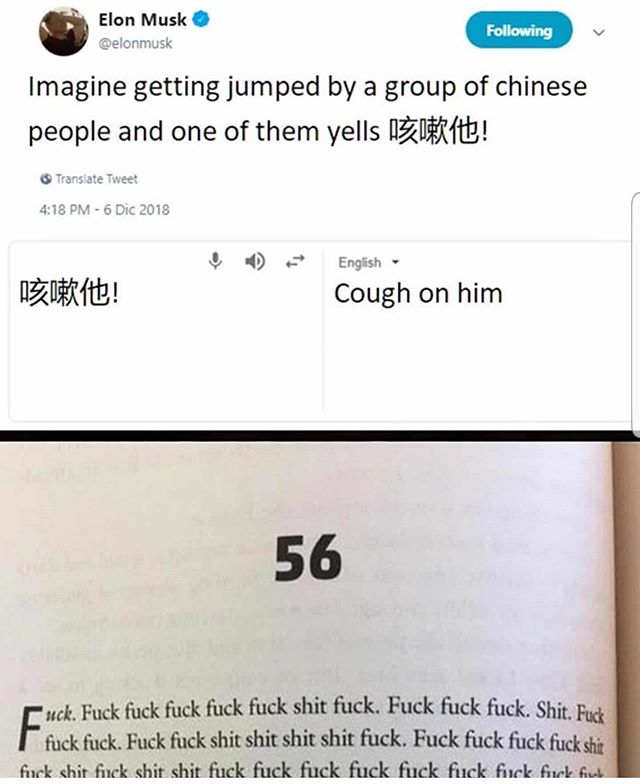 Elon Musk
@elonmusk
Following
Imagine getting jumped by a group of chinese
people and one of them yells 咳嗽他!
Translate Tweet
4:18 PM - 6 Dic 2018
English
咳嗽他!
Cough on him
56
Fuck. Fuck fuck fuck fuck fuck shit fuck. Fuck fuck fuck. Shit. Fuck
fuck fuck. Fuck fuck shit shit shit shit fuck. Fuck fuck fuck fuck shit
fuck shit fuck shit shit fuck fuck fuck fuck fuck fuck fuck fuck